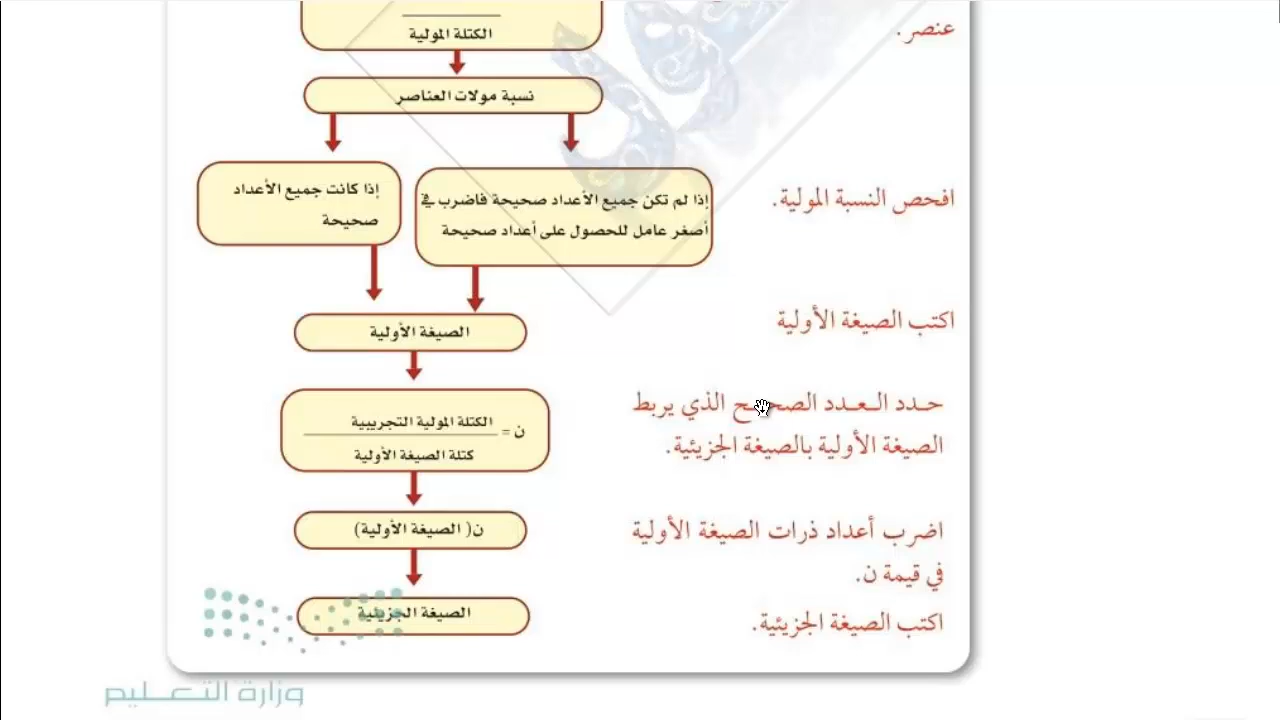 عنصر.
الكتلة المولية
نسبة مولات العناصر
افحص النسبة المولية.
إذا لم تكن جميع الأعداد صحيحة فاضرب في
أصغر عامل للحصول على أعداد صحيحة
إذا كانت جميع الأعداد
صحيحة
اكتب الصيغة الأولية
الصيغة الأولية
حـدد الـعـدد الصحيح الذي يربط
الصيغة الأولية بالصيغة الجزيئية.
ن = الكتلة المولية التجريبية
كتلة الصيغة الأولية
اضرب أعداد ذرات الصيغة الأولية
في قيمة ن.
ن( الصيغة الأولية)
اكتب الصيغة الجزيئية.
الصيغة الجزيئية
وزارة التعـــليم